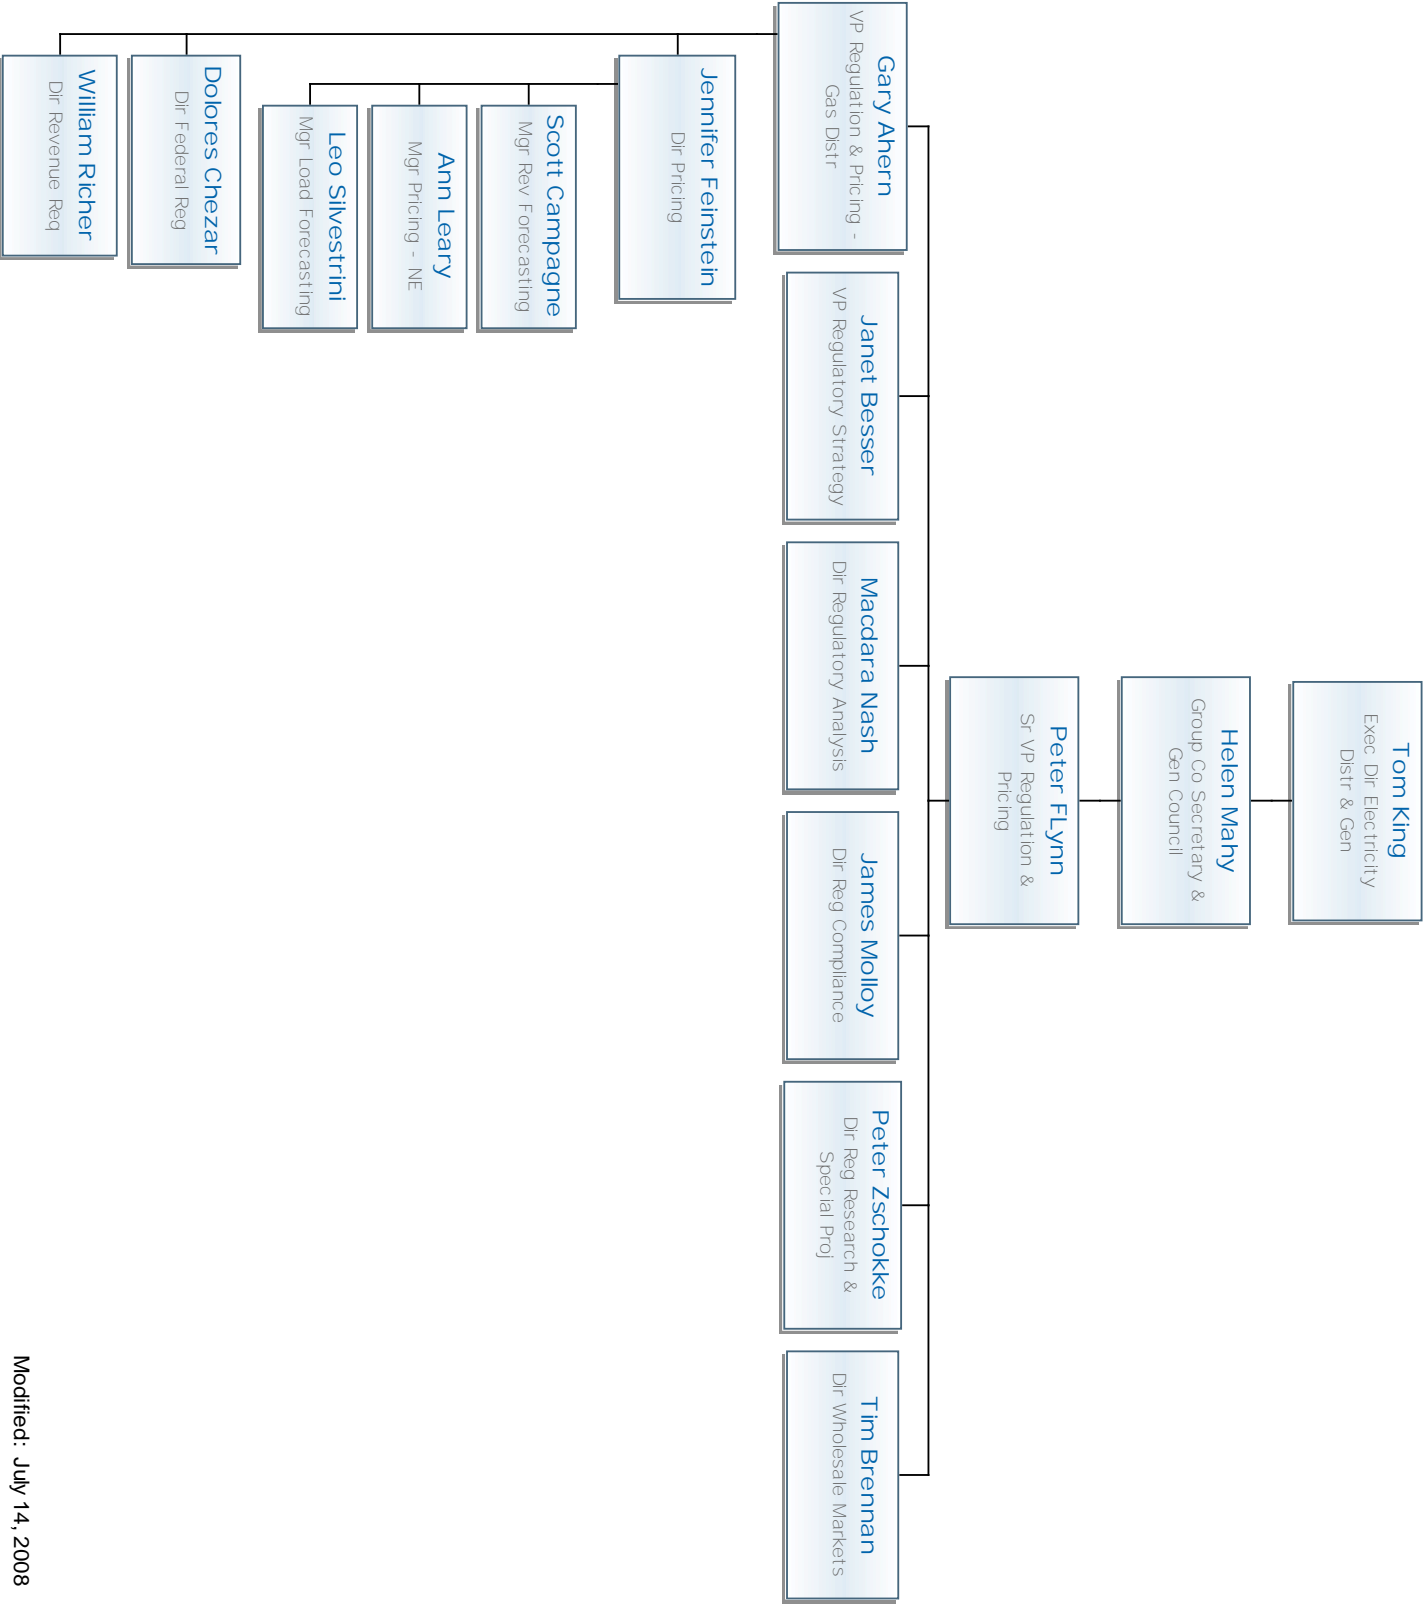 Tom King
Exec Dir Electricity
Distr & Gen
Helen Mahy
Group Co Secretary &
Gen Council
Peter FLynn
Sr VP Regulation &
Pricing
Gary Ahern
VP Regulation & Pricing -
Gas Distr
Janet Besser
VP Regulatory Strategy
Macdara Nash
Dir Regulatory Analysis
James Molloy
Dir Reg Compliance
Peter Zschokke
Dir Reg Research &
Special Proj
Tim Brennan
Dir Wholesale Markets
Jennifer Feinstein
Dir Pricing
Scott Campagne
Mgr Rev Forecasting
Ann Leary
Mgr Pricing - NE
Leo Silvestrini
Mgr Load Forecasting
Dolores Chezar
Dir Federal Reg
William Richer
Dir Revenue Req
Modified: July 14, 2008